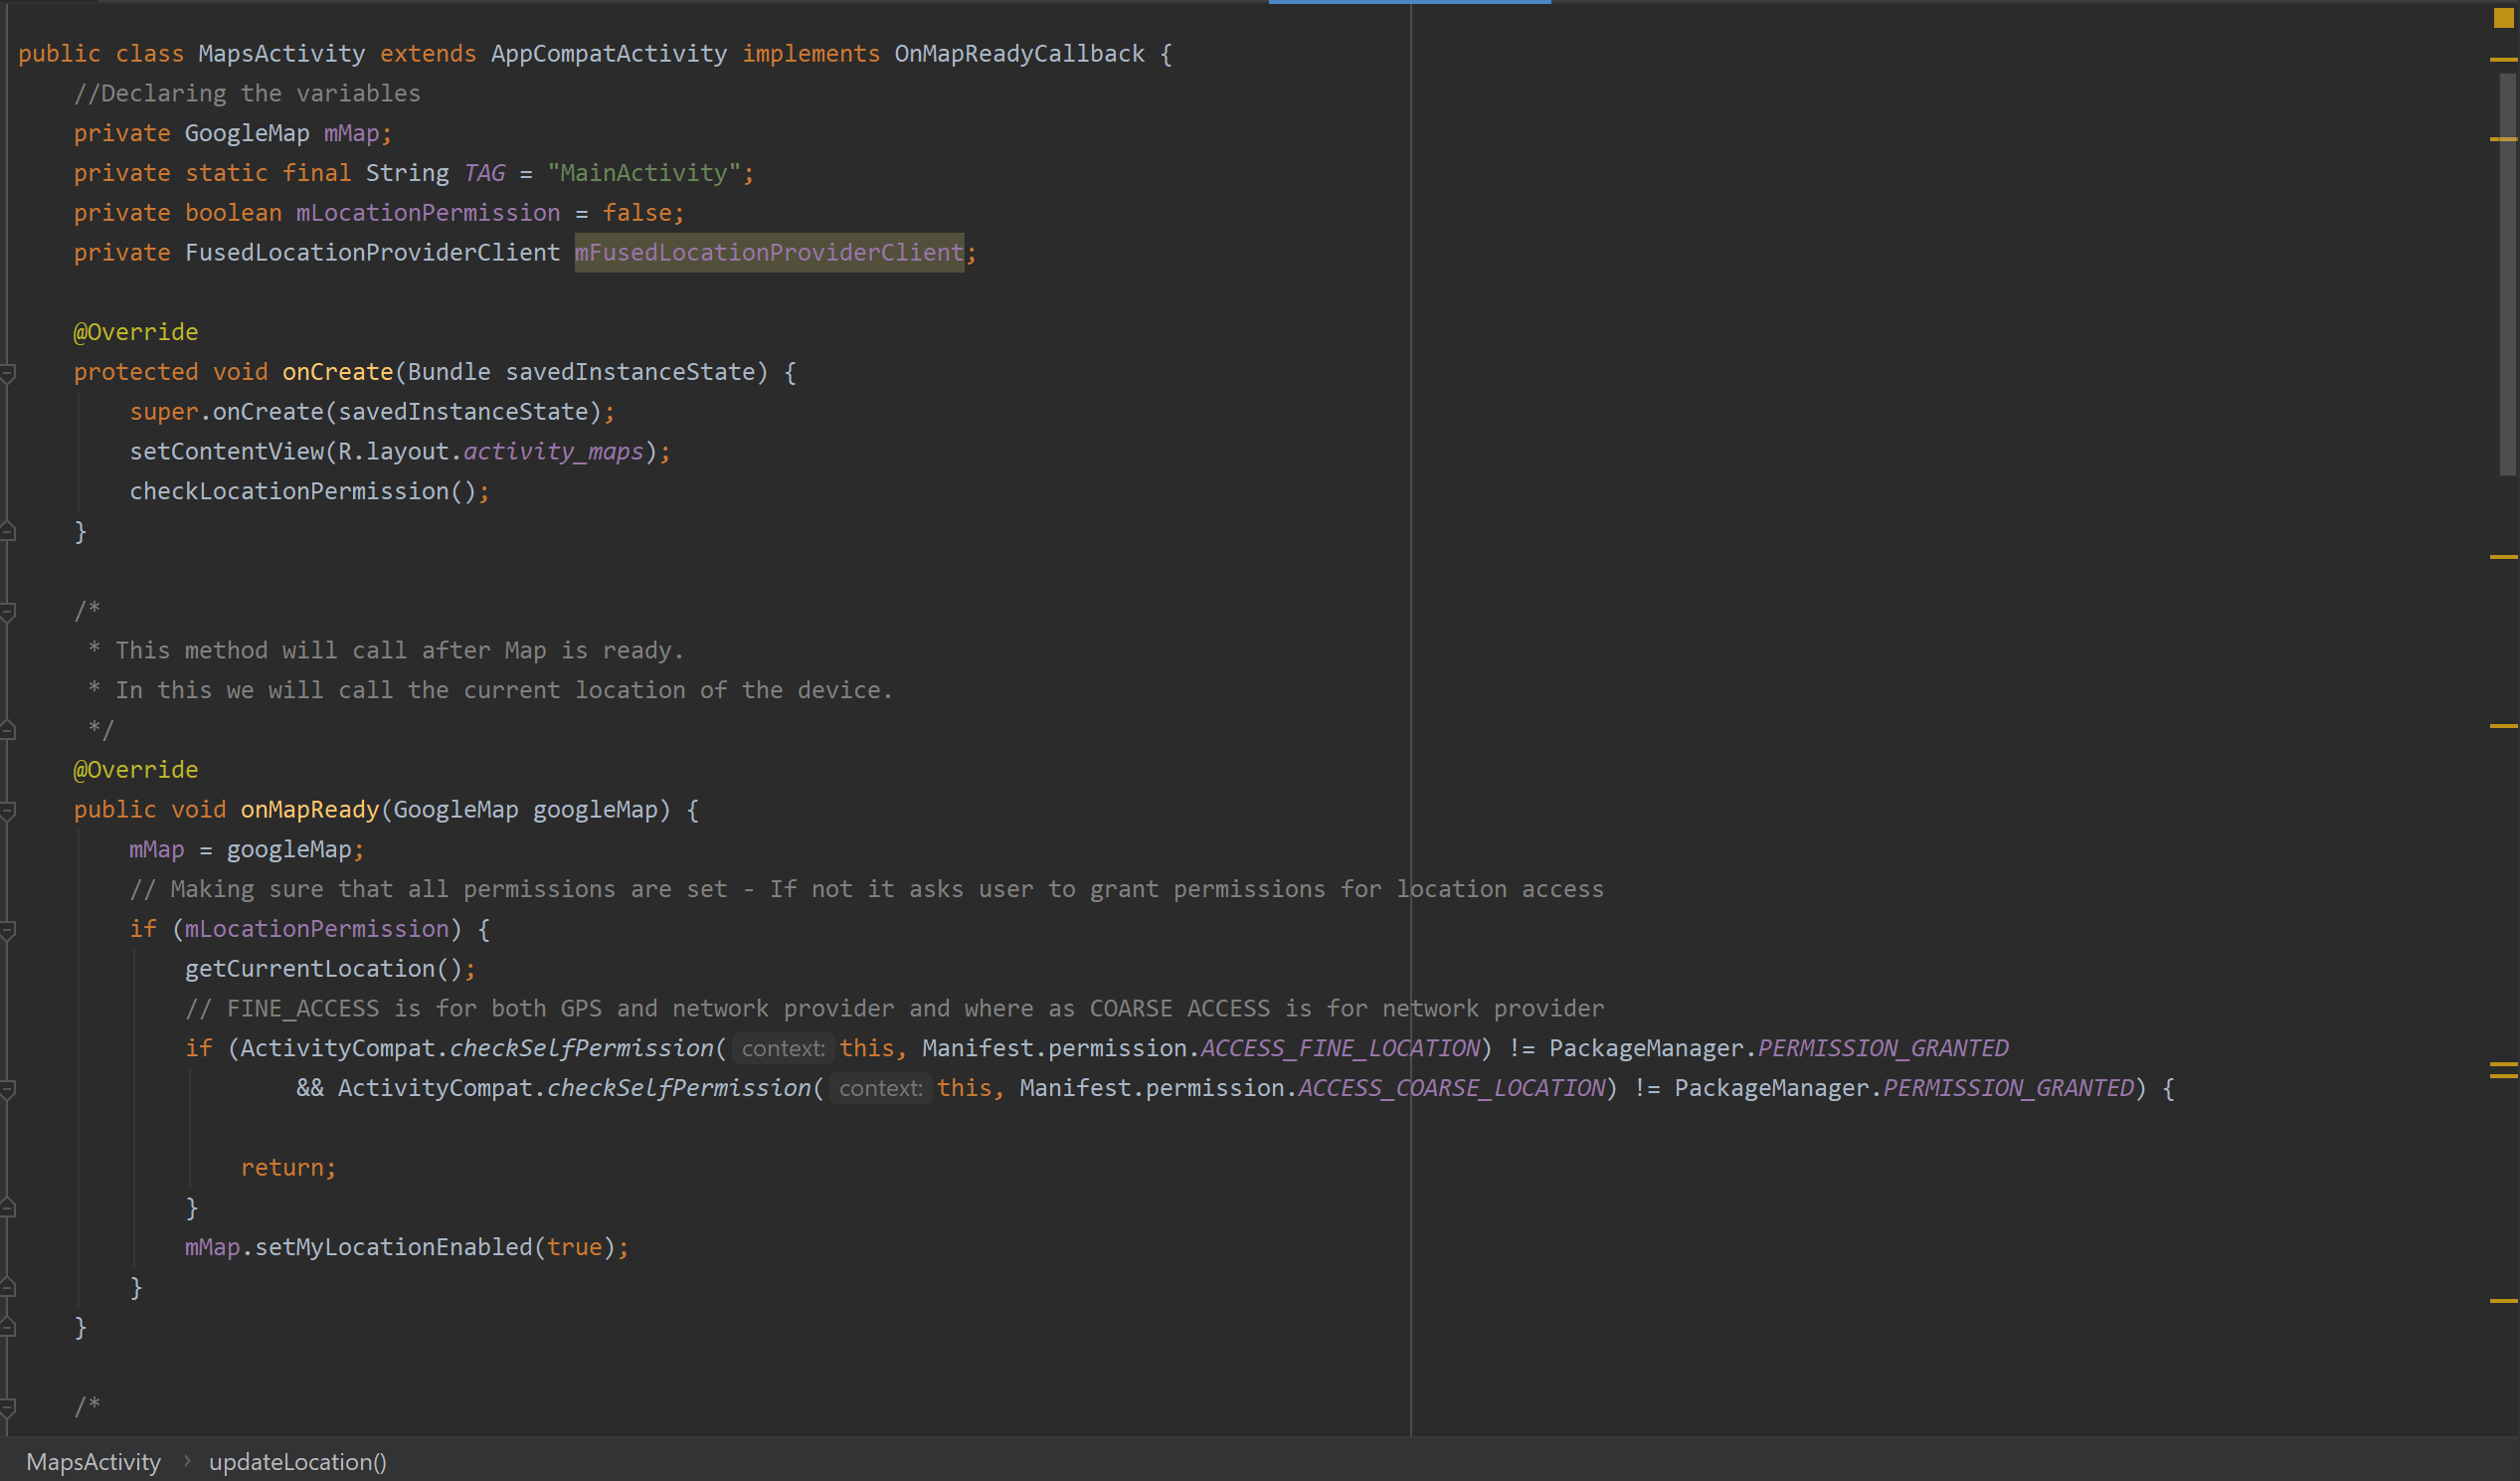 public class MapsActivity extends AppCompatActivity implements OnMapReadyCallback {
    //Declaring the variables
    private GoogleMap mMap;
    private static final String TAG = "MainActivity";
    private boolean mLocationPermission = false;
    private FusedLocationProviderClient mFusedLocationProviderClient;

    @Override
    protected void onCreate(Bundle savedInstanceState) {
        super.onCreate(savedInstanceState);
        setContentView(R.layout.activity_maps);
        checkLocationPermission();
    }

    /*
     * This method will call after Map is ready.
     * In this we will call the current location of the device.
     */
    @Override
    public void onMapReady(GoogleMap googleMap) {
        mMap = googleMap;
        // Making sure that all permissions are set - If not it asks user to grant permissions for location access
        if (mLocationPermission) {
            getCurrentLocation();
            // FINE_ACCESS is for both GPS and network provider and where as COARSE ACCESS is for network provider
            if (ActivityCompat.checkSelfPermission( context: this, Manifest.permission.ACCESS_FINE_LOCATION) != PackageManager.PERMISSION_GRANTED
                    && ActivityCompat.checkSelfPermission( context: this, Manifest.permission.ACCESS_COARSE_LOCATION) != PackageManager.PERMISSION_GRANTED) {

                return;
            }
            mMap.setMyLocationEnabled(true);
        }
    }

    /*
MapsActivity › updateLocation()